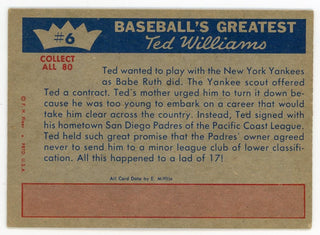 #6
BASEBALL'S GREATEST
Ted Williams
COLLECT
ALL 80
Ted wanted to play with the New York Yankees
as Babe Ruth did. The Yankee scout offered
Ted a contract. Ted's mother urged him to turn it down be-
cause he was too young to embark on a career that would
take him clear across the country. Instead, Ted signed
with his hometown San Diego Padres of the Pacific Coast League.
Ted held such great promise that the Padres' owner agreed
never to send him to a minor league club of lower classifi-
cation. All this happened to a lad of 17!
Art Card Data by E.